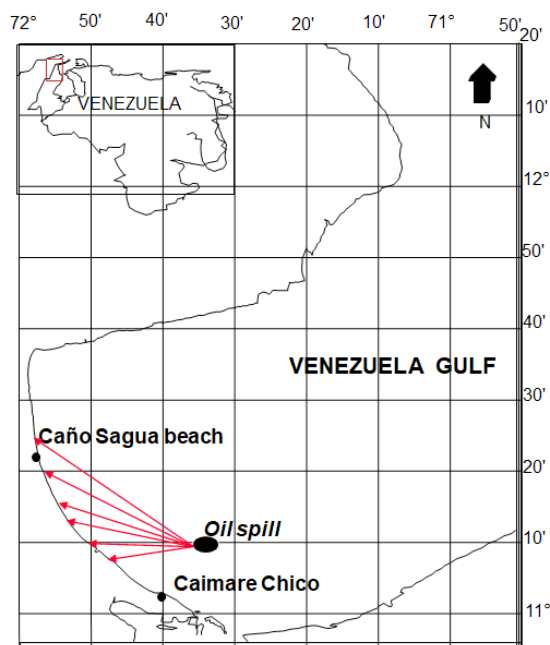 72° 50' 40' 30' 20' 10' 71° 50'
20'
VENEZUELA
N
10'
12°
50'
40'
VENEZUELA GULF
30'
Caño Sagua beach
20'
Oil spill
10'
Caimare Chico
11°